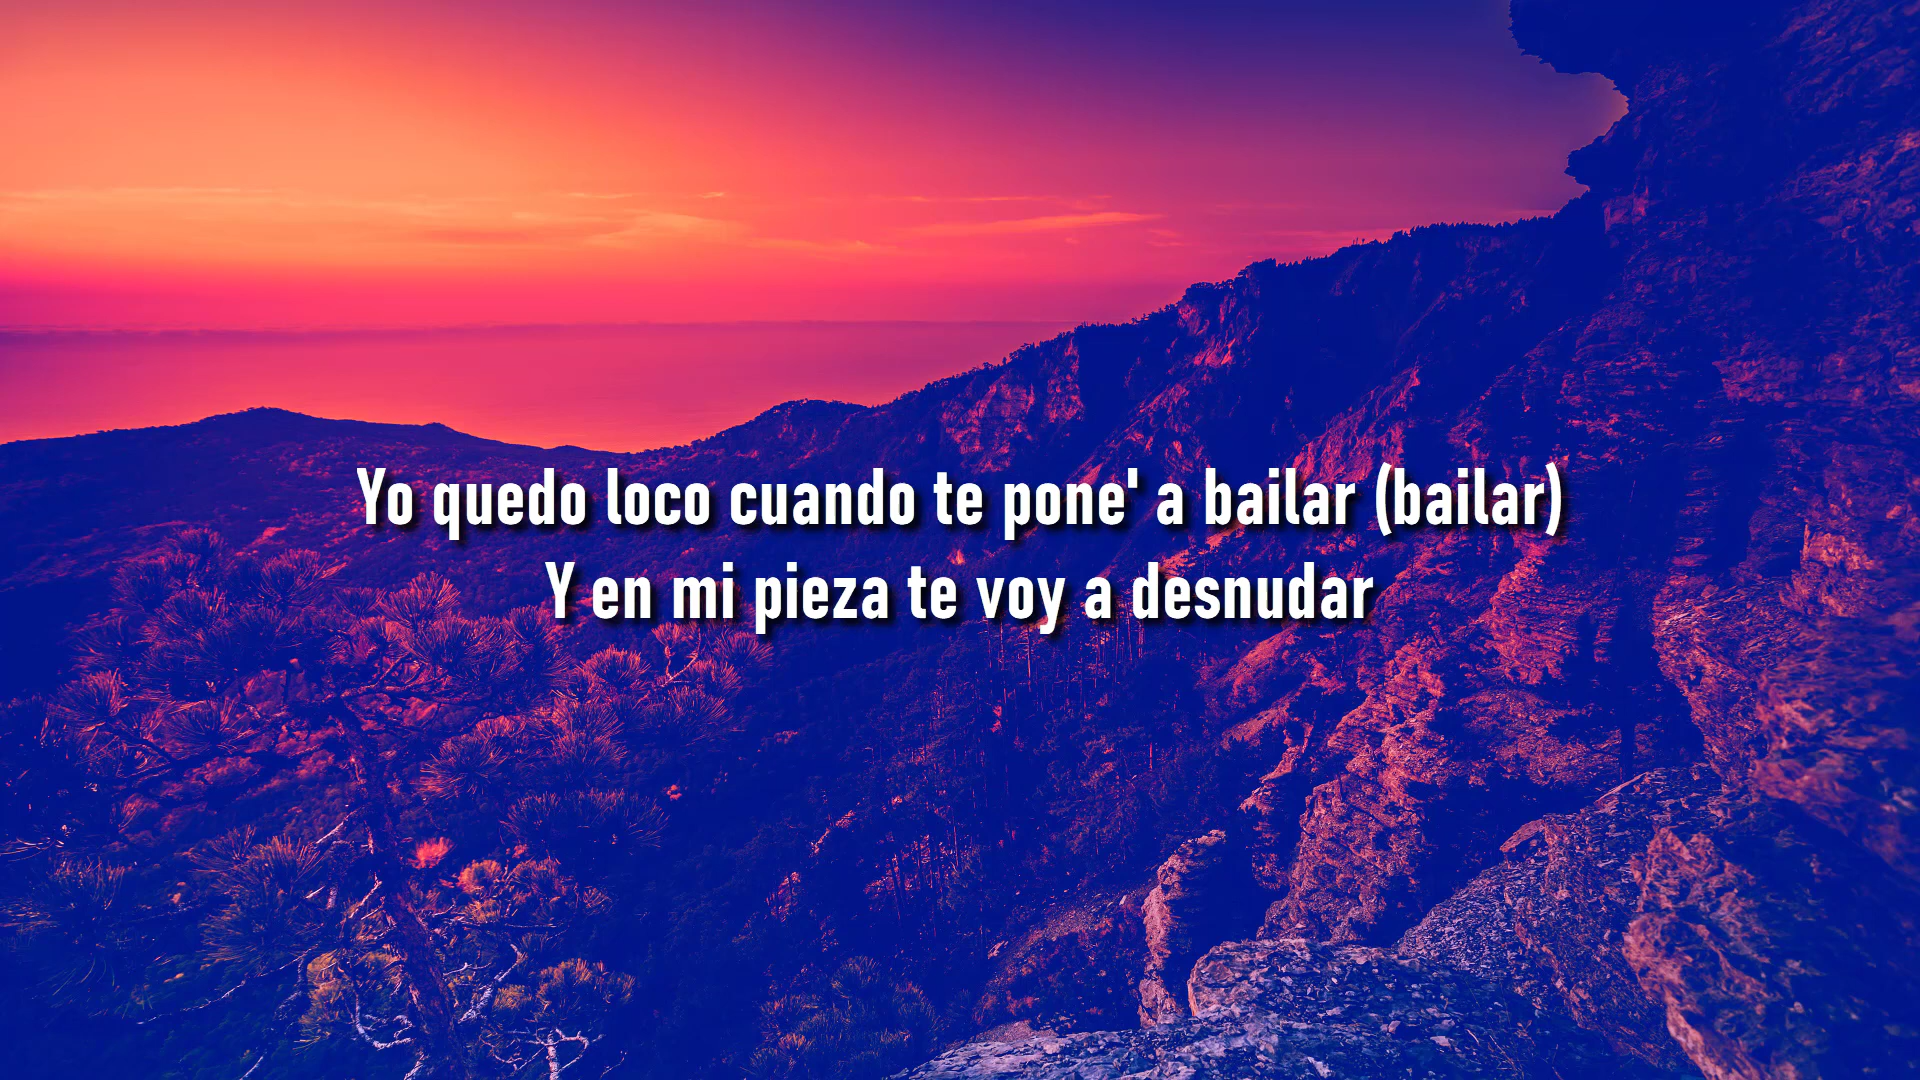 Yo quedo loco cuando te pone' a bailar (bailar)
Y en mi pieza te voy a desnudar